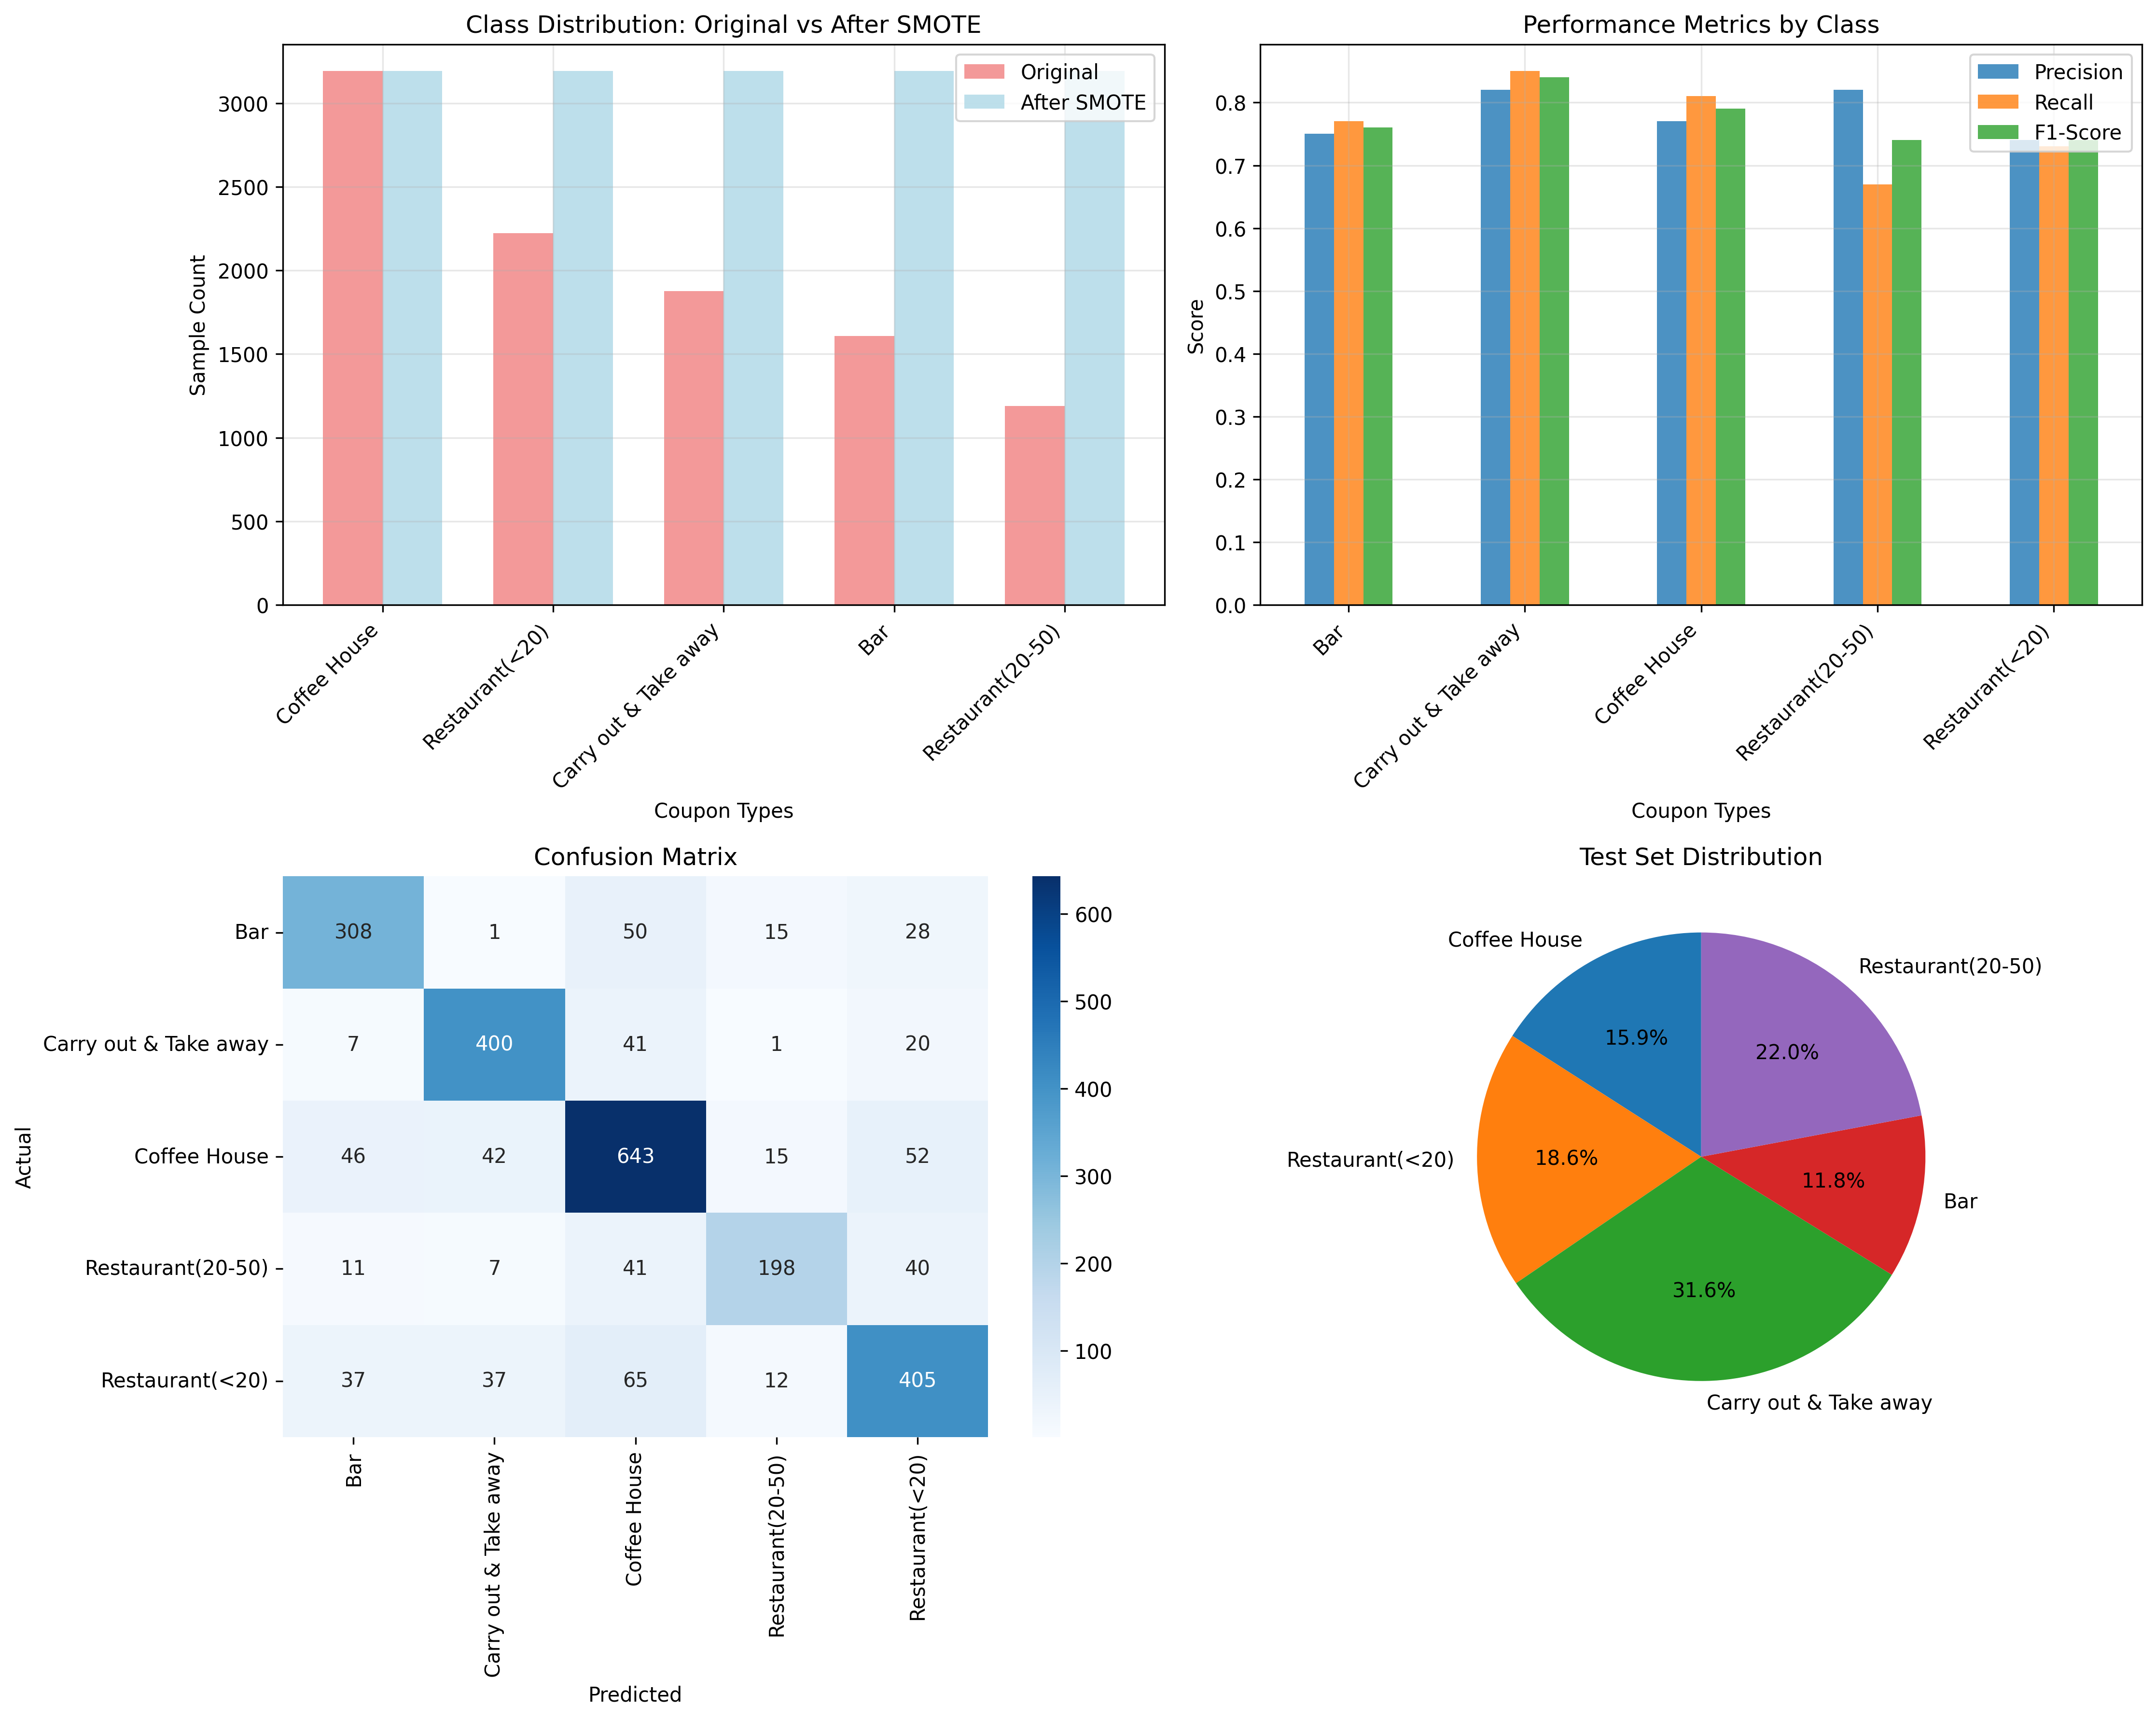 Class Distribution: Original vs After SMOTE
Original
After SMOTE
3000
2500
2000
1500
1000
500
0
Sample Count
Coffee House
Restaurant(<20)
Carry out & Take away
Bar
Restaurant(20-50)
Coupon Types
Performance Metrics by Class
Precision
Recall
F1-Score
0.8
0.7
0.6
0.5
0.4
0.3
0.2
0.1
0.0
Score
Bar
Carry out & Take away
Coffee House
Restaurant(20-50)
Restaurant(<20)
Coupon Types
Confusion Matrix
Actual
Bar
308 1 50 15 28
Carry out & Take away
7 400 41 1 20
Coffee House
46 42 643 15 52
Restaurant(20-50)
11 7 41 198 40
Restaurant(<20)
37 37 65 12 405
Bar
Carry out & Take away
Coffee House
Restaurant(20-50)
Restaurant(<20)
Predicted
600
500
400
300
200
100
Test Set Distribution
Coffee House
15.9%
Restaurant(<20)
18.6%
Carry out & Take away
31.6%
Bar
11.8%
Restaurant(20-50)
22.0%